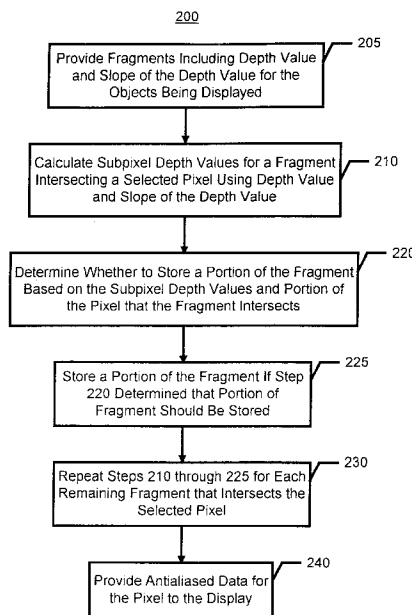 200
205
Provide Fragments Including Depth Value
and Slope of the Depth Value for the
Objects Being Displayed
210
Calculate Subpixel Depth Values for a Fragment
Intersecting a Selected Pixel Using Depth Value
and Slope of the Depth Value
220
Determine Whether to Store a Portion of the Fragment
Based on the Subpixel Depth Values and Portion of
the Pixel that the Fragment Intersects
225
Store a Portion of the Fragment if Step
220 Determined that Portion of
Fragment Should Be Stored
230
Repeat Steps 210 through 225 for Each
Remaining Fragment that Intersects the
Selected Pixel
240
Provide Antialiased Data for
the Pixel to the Display